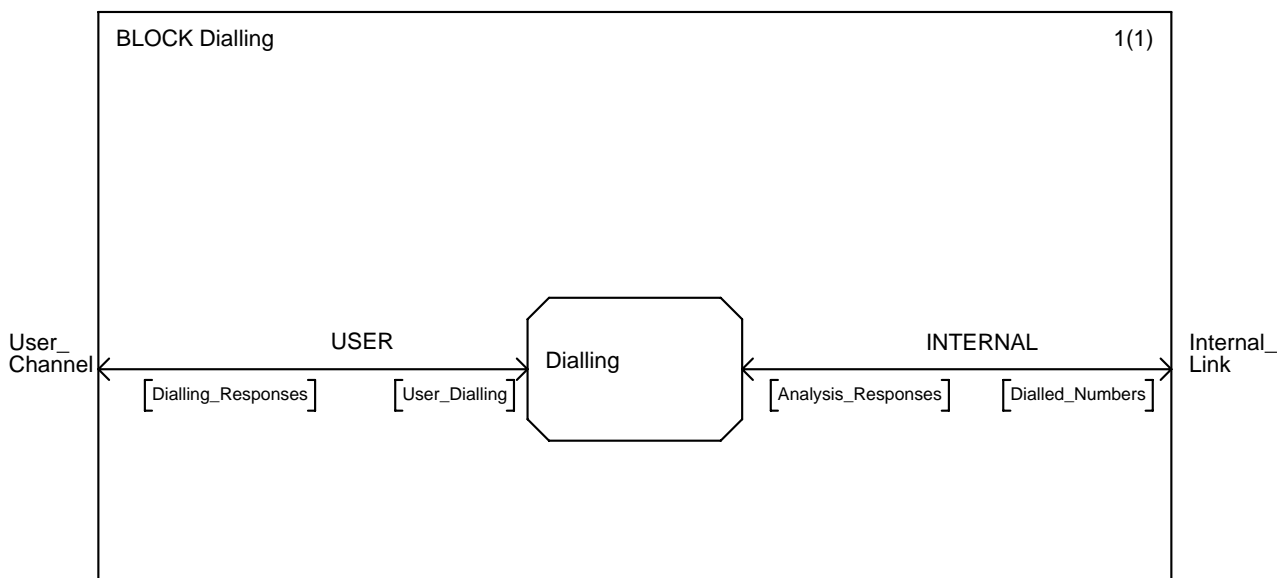 BLOCK Dialling
1(1)
User_
Channel
USER
[Dialling_Responses]
[User_Dialling]
Dialling
INTERNAL
[Analysis_Responses]
[Dialled_Numbers]
Internal_
Link